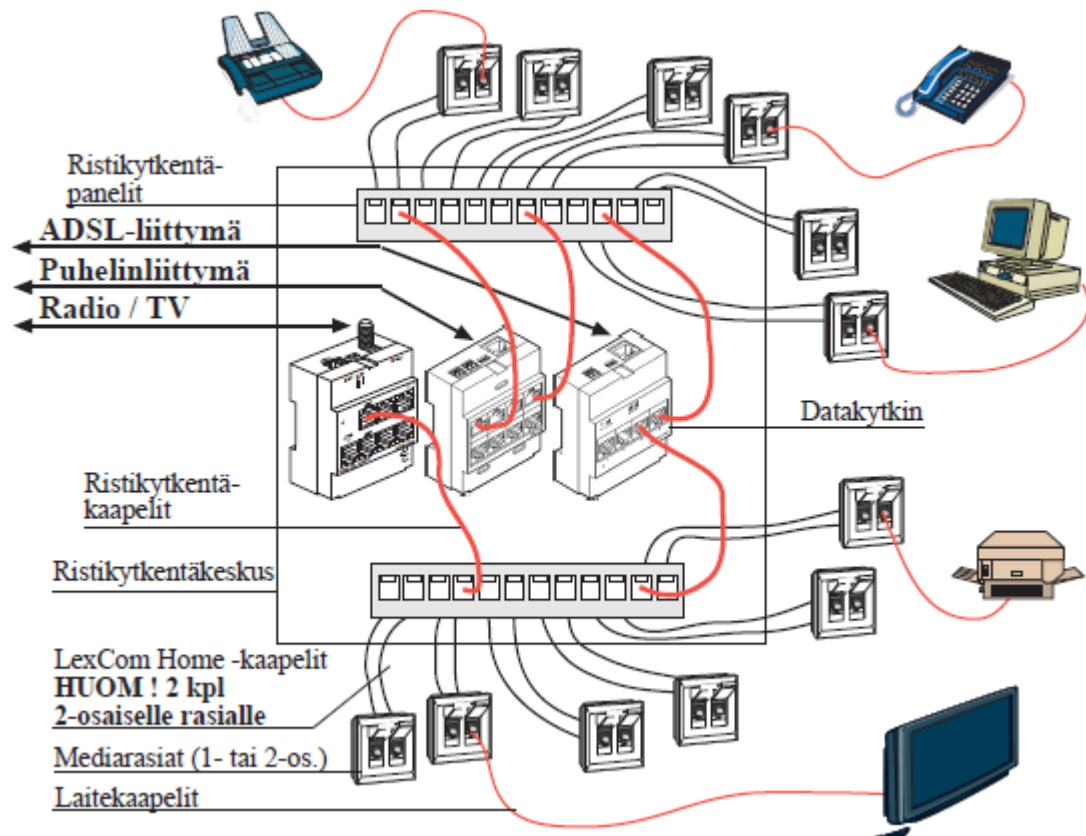 Ristikytkentä-
panelit
ADSL-liittymä
Puhelinliittymä
Radio / TV
Datakytkin
Ristikytkentä-
kaapelit
Ristikytkentäkeskus
LexCom Home -kaapelit
HUOM ! 2 kpl
2-osaiselle rasialle
Mediarasiat (1- tai 2-os.)
Laitekaapelit